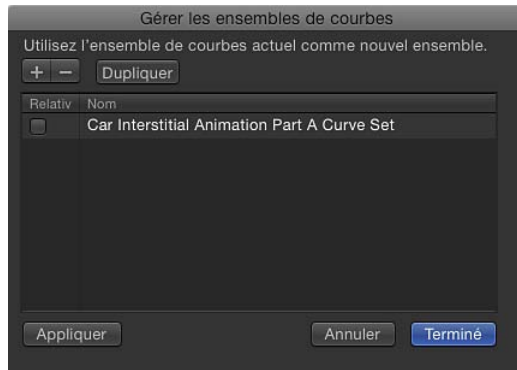 Gérer les ensembles de courbes
Utilisez l'ensemble de courbes actuel comme nouvel ensemble.
+ − Dupliquer
Relativ Nom
Car Interstitial Animation Part A Curve Set
Appliquer Annuler Terminé